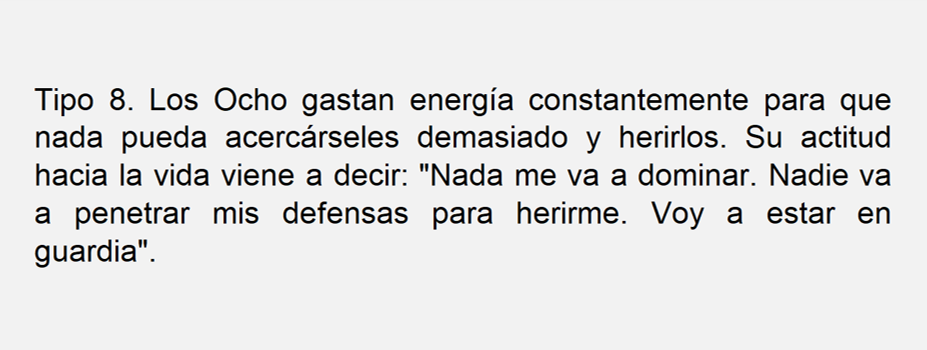 Tipo 8. Los Ocho gastan energía constantemente para que
nada pueda acercárseles demasiado y herirlos. Su actitud
hacia la vida viene a decir: "Nada me va a dominar. Nadie va
a penetrar mis defensas para herirme. Voy a estar en
guardia".